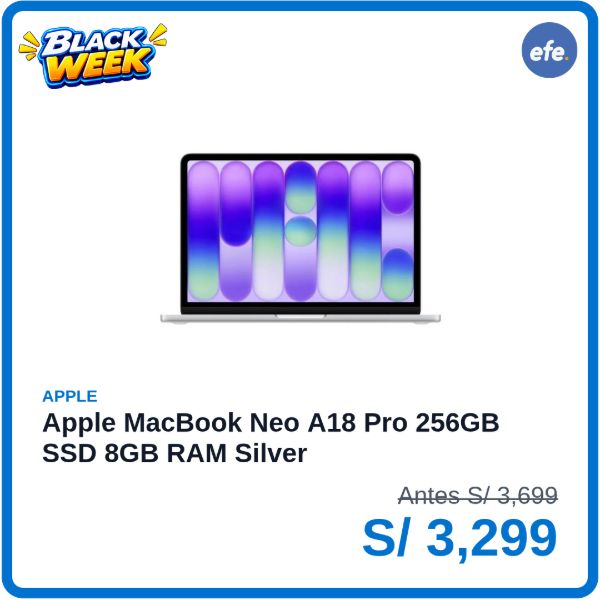 BLACK
WEEK
efe.
APPLE
Apple MacBook Neo A18 Pro 256GB
SSD 8GB RAM Silver
Antes S/ 3,699
S/ 3,299